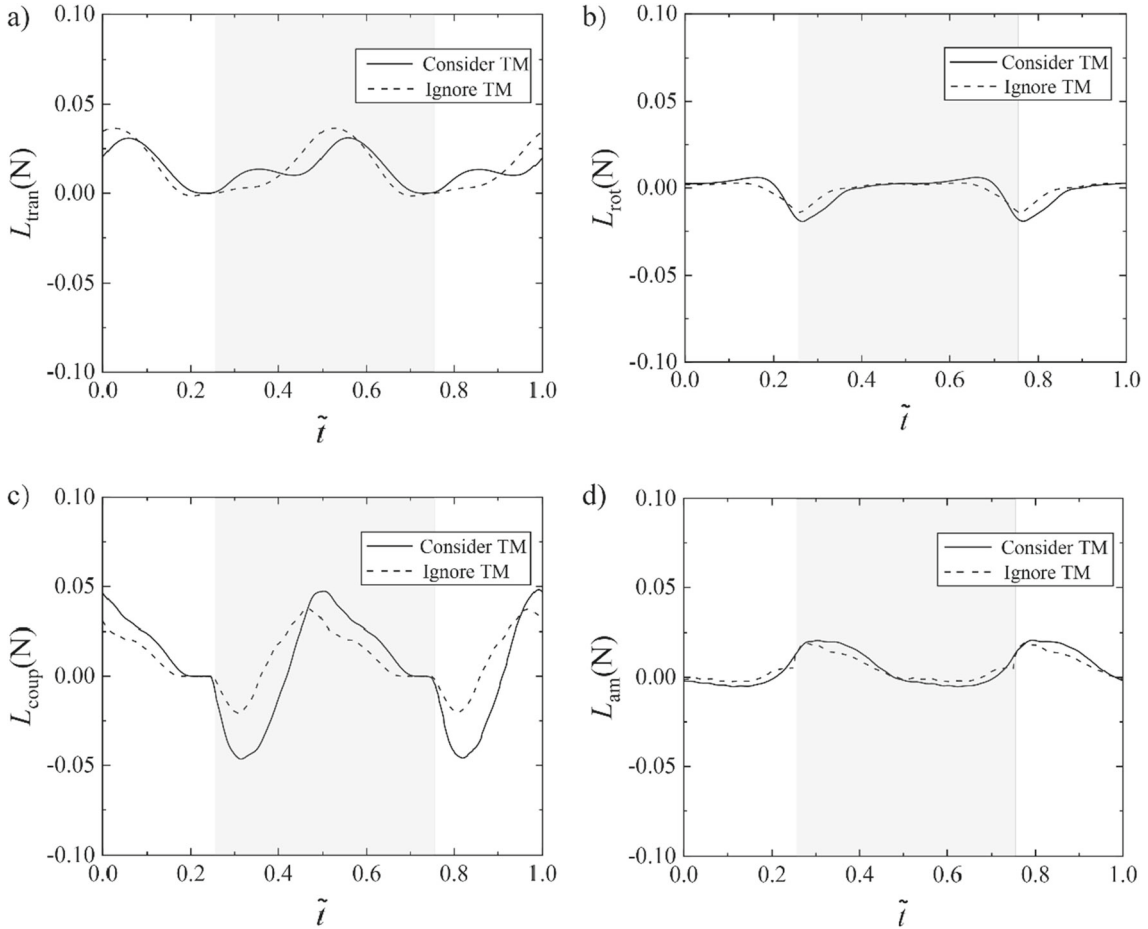 a)
0.10
0.05
0.00
-0.05
-0.10
L_tran(N)
Consider TM
Ignore TM
0.0 0.2 0.4 0.6 0.8 1.0
t̃
b)
0.10
0.05
0.00
-0.05
-0.10
L_rot(N)
Consider TM
Ignore TM
0.0 0.2 0.4 0.6 0.8 1.0
t̃
c)
0.10
0.05
0.00
-0.05
-0.10
L_coup(N)
Consider TM
Ignore TM
0.0 0.2 0.4 0.6 0.8 1.0
t̃
d)
0.10
0.05
0.00
-0.05
-0.10
L_am(N)
Consider TM
Ignore TM
0.0 0.2 0.4 0.6 0.8 1.0
t̃